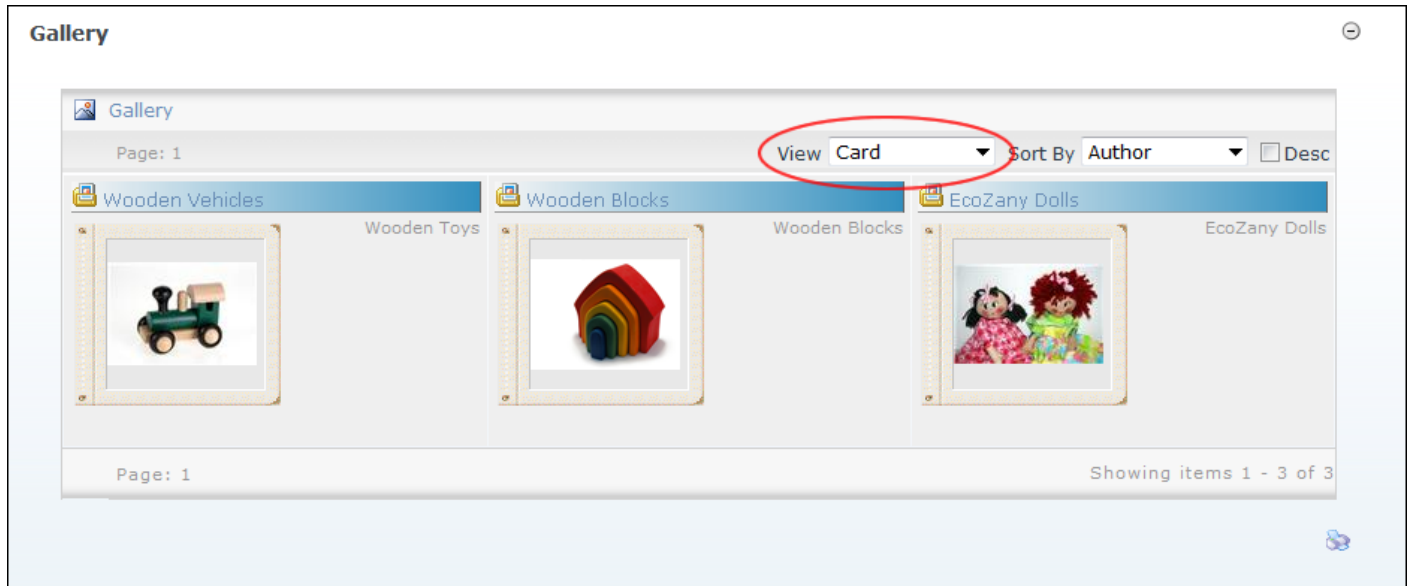 Gallery
Gallery
Page: 1 View Card Sort By Author Desc
Wooden Vehicles Wooden Blocks EcoZany Dolls
Wooden Toys Wooden Blocks EcoZany Dolls
Page: 1 Showing items 1 - 3 of 3